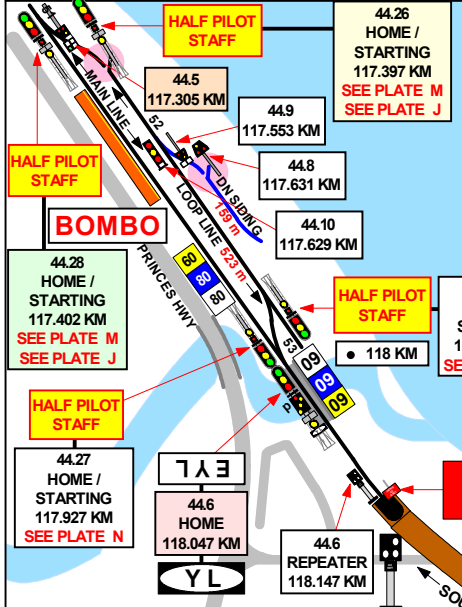 HALF PILOT
STAFF
44.26
HOME /
STARTING
117.397 KM
SEE PLATE M
SEE PLATE J
44.5
117.305 KM
MAIN LINE
52
44.9
117.553 KM
HALF PILOT
STAFF
44.8
117.631 KM
DN SIDING
159 m
44.10
117.629 KM
LOOP LINE
523 m
BOMBO
PRINCES HWY
44.28
HOME /
STARTING
117.402 KM
SEE PLATE M
SEE PLATE J
80
80
80
HALF PILOT
STAFF
118 KM
53
60
60
60
HALF PILOT
STAFF
P
44.27
HOME /
STARTING
117.927 KM
SEE PLATE N
EYL
44.6
HOME
118.047 KM
YL
44.6
REPEATER
118.147 KM